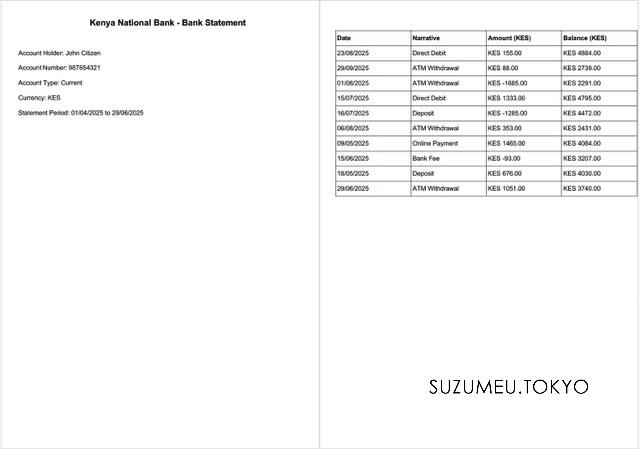 Kenya National Bank - Bank Statement
Account Holder: John Citizen
Account Number: 987654321
Account Type: Current
Currency: KES
Statement Period: 01/04/2025 to 29/06/2025
Date Narrative Amount (KES) Balance (KES)
23/08/2025 Direct Debit KES 155.00 KES 4884.00
29/09/2025 ATM Withdrawal KES 88.00 KES 2739.00
01/08/2025 ATM Withdrawal KES -1685.00 KES 2291.00
15/07/2025 Direct Debit KES 1333.00 KES 4795.00
16/07/2025 Deposit KES -1285.00 KES 4472.00
06/08/2025 ATM Withdrawal KES 353.00 KES 2431.00
09/05/2025 Online Payment KES 1465.00 KES 4084.00
15/06/2025 Bank Fee KES -93.00 KES 3207.00
18/05/2025 Deposit KES 676.00 KES 4030.00
29/06/2025 ATM Withdrawal KES 1051.00 KES 3740.00
SUZUMEU.TOKYO